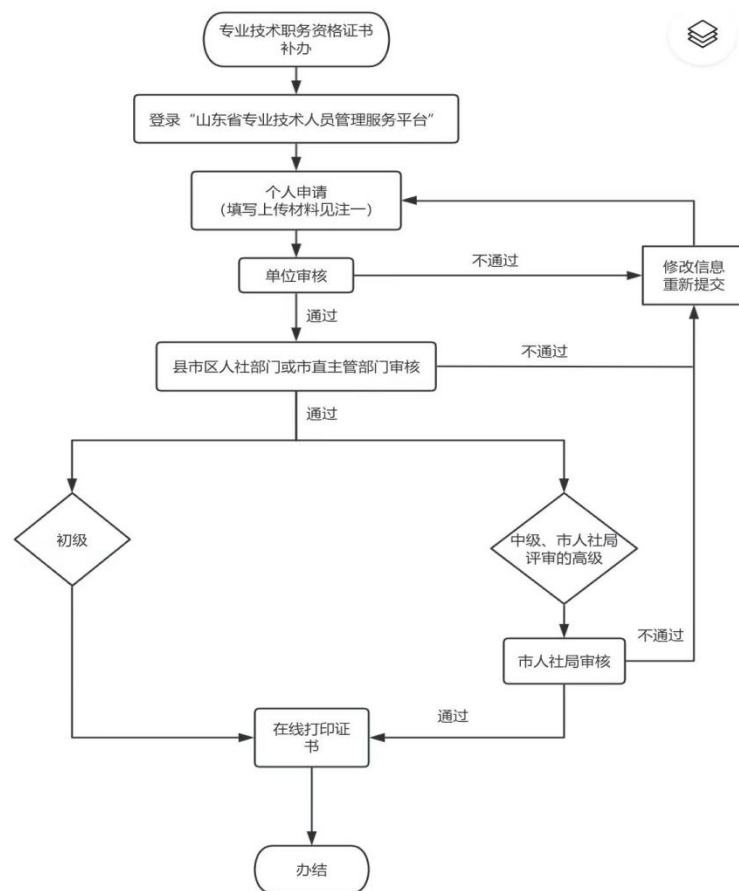 专业技术职务资格证书
补办
登录“山东省专业技术人员管理服务平台”
个人申请
（填写上传材料见注一）
不通过
修改信息
重新提交
单位审核
通过
不通过
县市区人社部门或市直主管部门审核
通过
初级
中级、市人社局
评审的高级
不通过
市人社局审核
通过
在线打印证
书
办结